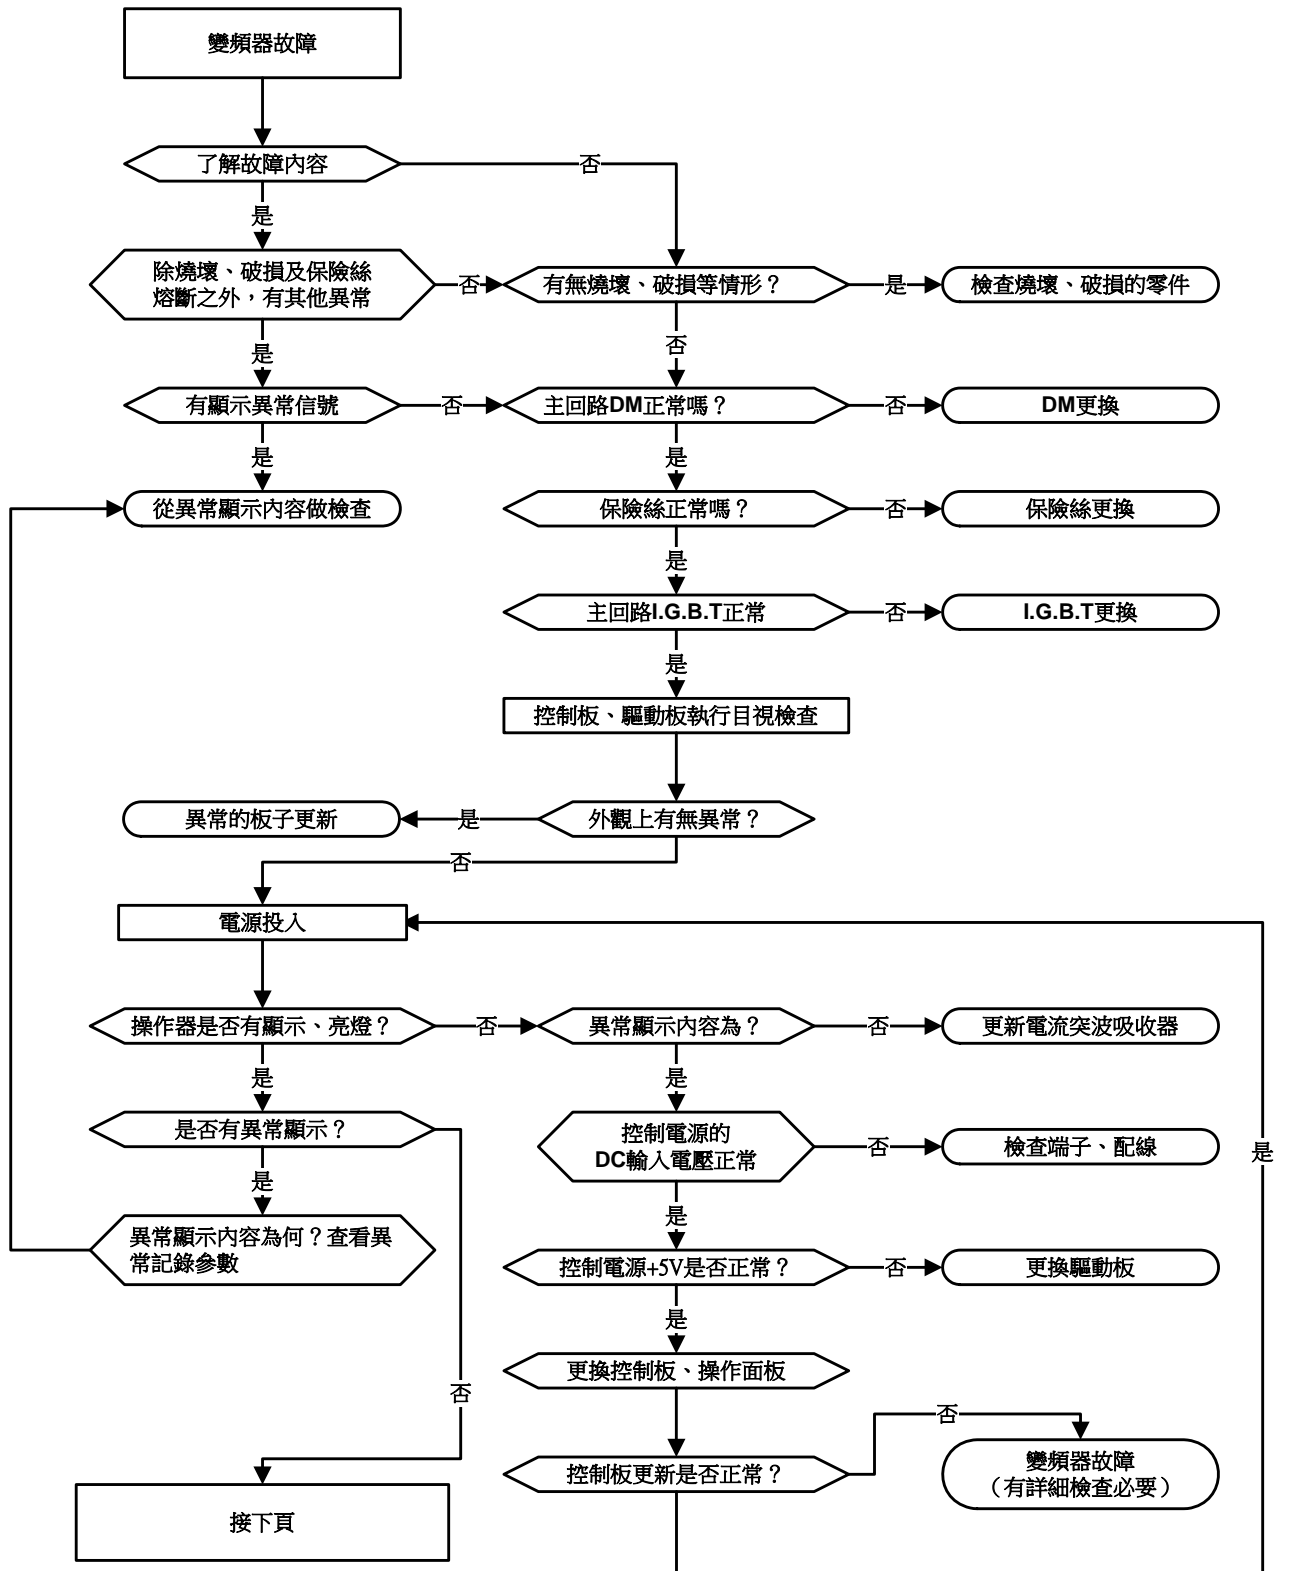 變頻器故障
了解故障內容
否
是
除燒壞、破損及保險絲
熔斷之外，有其他異常
否
有無燒壞、破損等情形？
是
檢查燒壞、破損的零件
是
否
有顯示異常信號
否
主回路DM正常嗎？
否
DM更換
是
是
從異常顯示內容做檢查
保險絲正常嗎？
否
保險絲更換
是
主回路I.G.B.T正常
否
I.G.B.T更換
是
控制板、驅動板執行目視檢查
異常的板子更新
是
外觀上有無異常？
否
電源投入
操作器是否有顯示、亮燈？
否
異常顯示內容為？
否
更新電流突波吸收器
是
是
是否有異常顯示？
控制電源的
DC輸入電壓正常
否
檢查端子、配線
是
是
是
異常顯示內容為何？查看異
常記錄參數
控制電源+5V是否正常？
否
更換驅動板
是
更換控制板、操作面板
否
否
控制板更新是否正常？
變頻器故障
（有詳細檢查必要）
接下頁